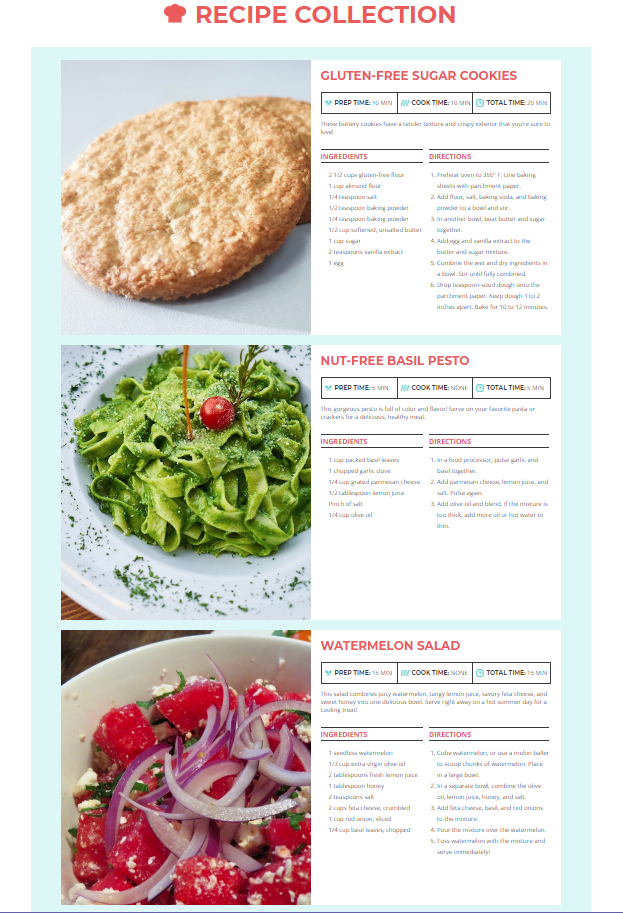 RECIPE COLLECTION
GLUTEN-FREE SUGAR COOKIES
PREP TIME: 10 MIN COOK TIME: 10 MIN TOTAL TIME: 20 MIN
These buttery cookies have a tender texture and crispy exterior that you're sure to
love!
INGREDIENTS
2 1/2 cups gluten-free flour
1 cup almond flour
1/4 teaspoon salt
1/2 teaspoon baking powder
1/4 teaspoon baking powder
1/2 cup softened, unsalted butter
1 cup sugar
2 teaspoons vanilla extract
1 egg
DIRECTIONS
1. Preheat oven to 350° F. Line baking
sheets with parchment paper.
2. Add flour, salt, baking soda, and baking
powder to a bowl and stir.
3. In another bowl, beat butter and sugar
together.
4. Add egg and vanilla extract to the
butter and sugar mixture.
5. Combine the wet and dry ingredients in
a bowl. Stir until fully combined.
6. Drop teaspoon-sized dough onto the
parchment paper. Keep dough 1 to 2
inches apart. Bake for 10 to 12 minutes.
NUT-FREE BASIL PESTO
PREP TIME: 5 MIN COOK TIME: NONE TOTAL TIME: 5 MIN
This gorgeous pesto is full of color and flavor! Serve on your favorite pasta or
crackers for a delicious, healthy meal.
INGREDIENTS
1 cup packed basil leaves
1 chopped garlic clove
1/4 cup grated parmesan cheese
1/2 tablespoon lemon juice
Pinch of salt
1/4 cup olive oil
DIRECTIONS
1. In a food processor, pulse garlic and
basil together.
2. Add parmesan cheese, lemon juice, and
salt. Pulse again.
3. Add olive oil and blend. If the mixture is
too thick, add more oil or hot water to
thin.
WATERMELON SALAD
PREP TIME: 15 MIN COOK TIME: NONE TOTAL TIME: 15 MIN
This salad combines juicy watermelon, tangy lemon juice, savory feta cheese, and
sweet honey into one delicious bowl. Serve right away on a hot summer day for a
cooling treat!
INGREDIENTS
1 seedless watermelon
1/3 cup extra virgin olive oil
2 tablespoons fresh lemon juice
1 tablespoon honey
2 teaspoons salt
2 cups feta cheese, crumbled
1 cup red onion, sliced
1/4 cup basil leaves, chopped
DIRECTIONS
1. Cube watermelon, or use a melon baller
to scoop chunks of watermelon. Place
in a large bowl.
2. In a separate bowl, combine the olive
oil, lemon juice, honey, and salt.
3. Add feta cheese, basil, and red onions
to the mixture.
4. Pour the mixture over the watermelon.
5. Toss watermelon with the mixture and
serve immediately!